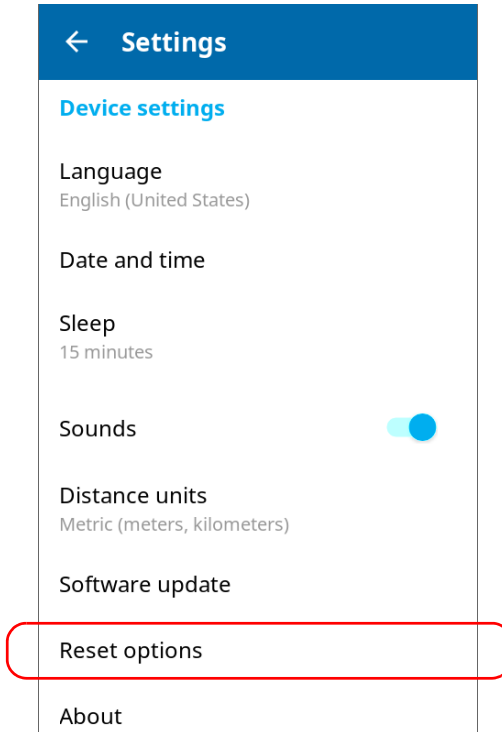 Settings
Device settings
Language
English (United States)
Date and time
Sleep
15 minutes
Sounds
Distance units
Metric (meters, kilometers)
Software update
Reset options
About